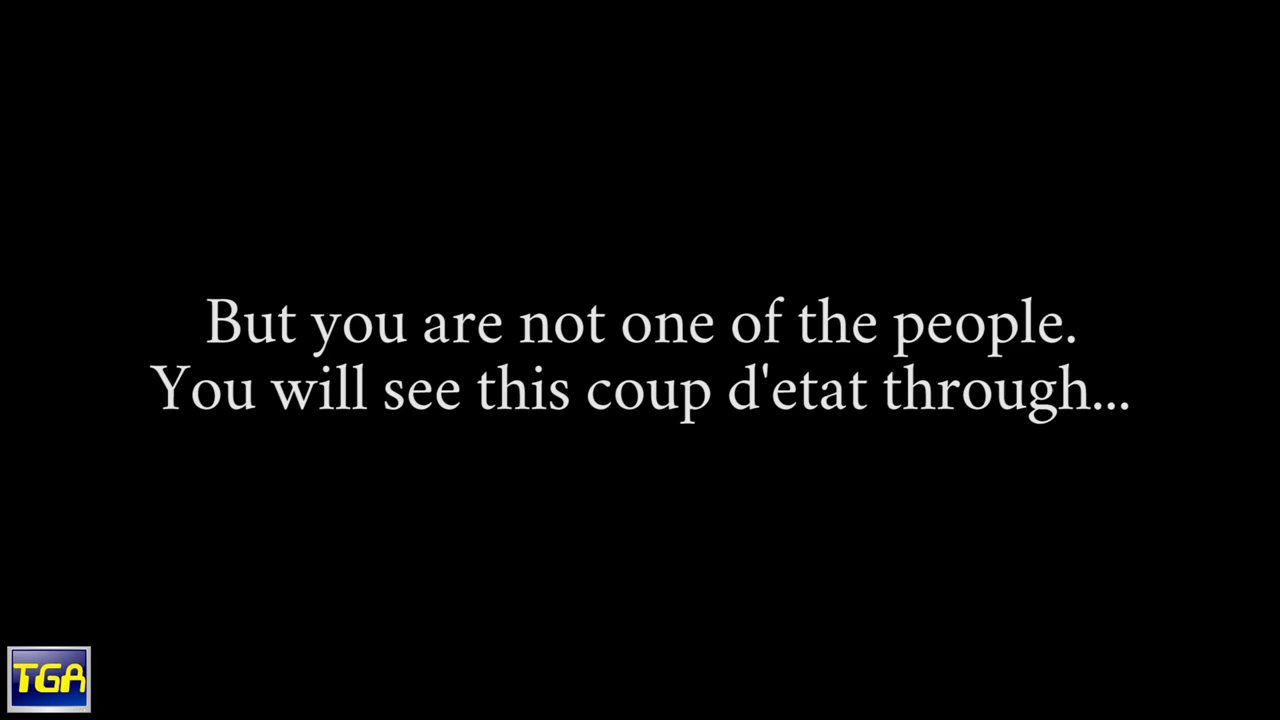 But you are not one of the people.
You will see this coup d'etat through...
TGA